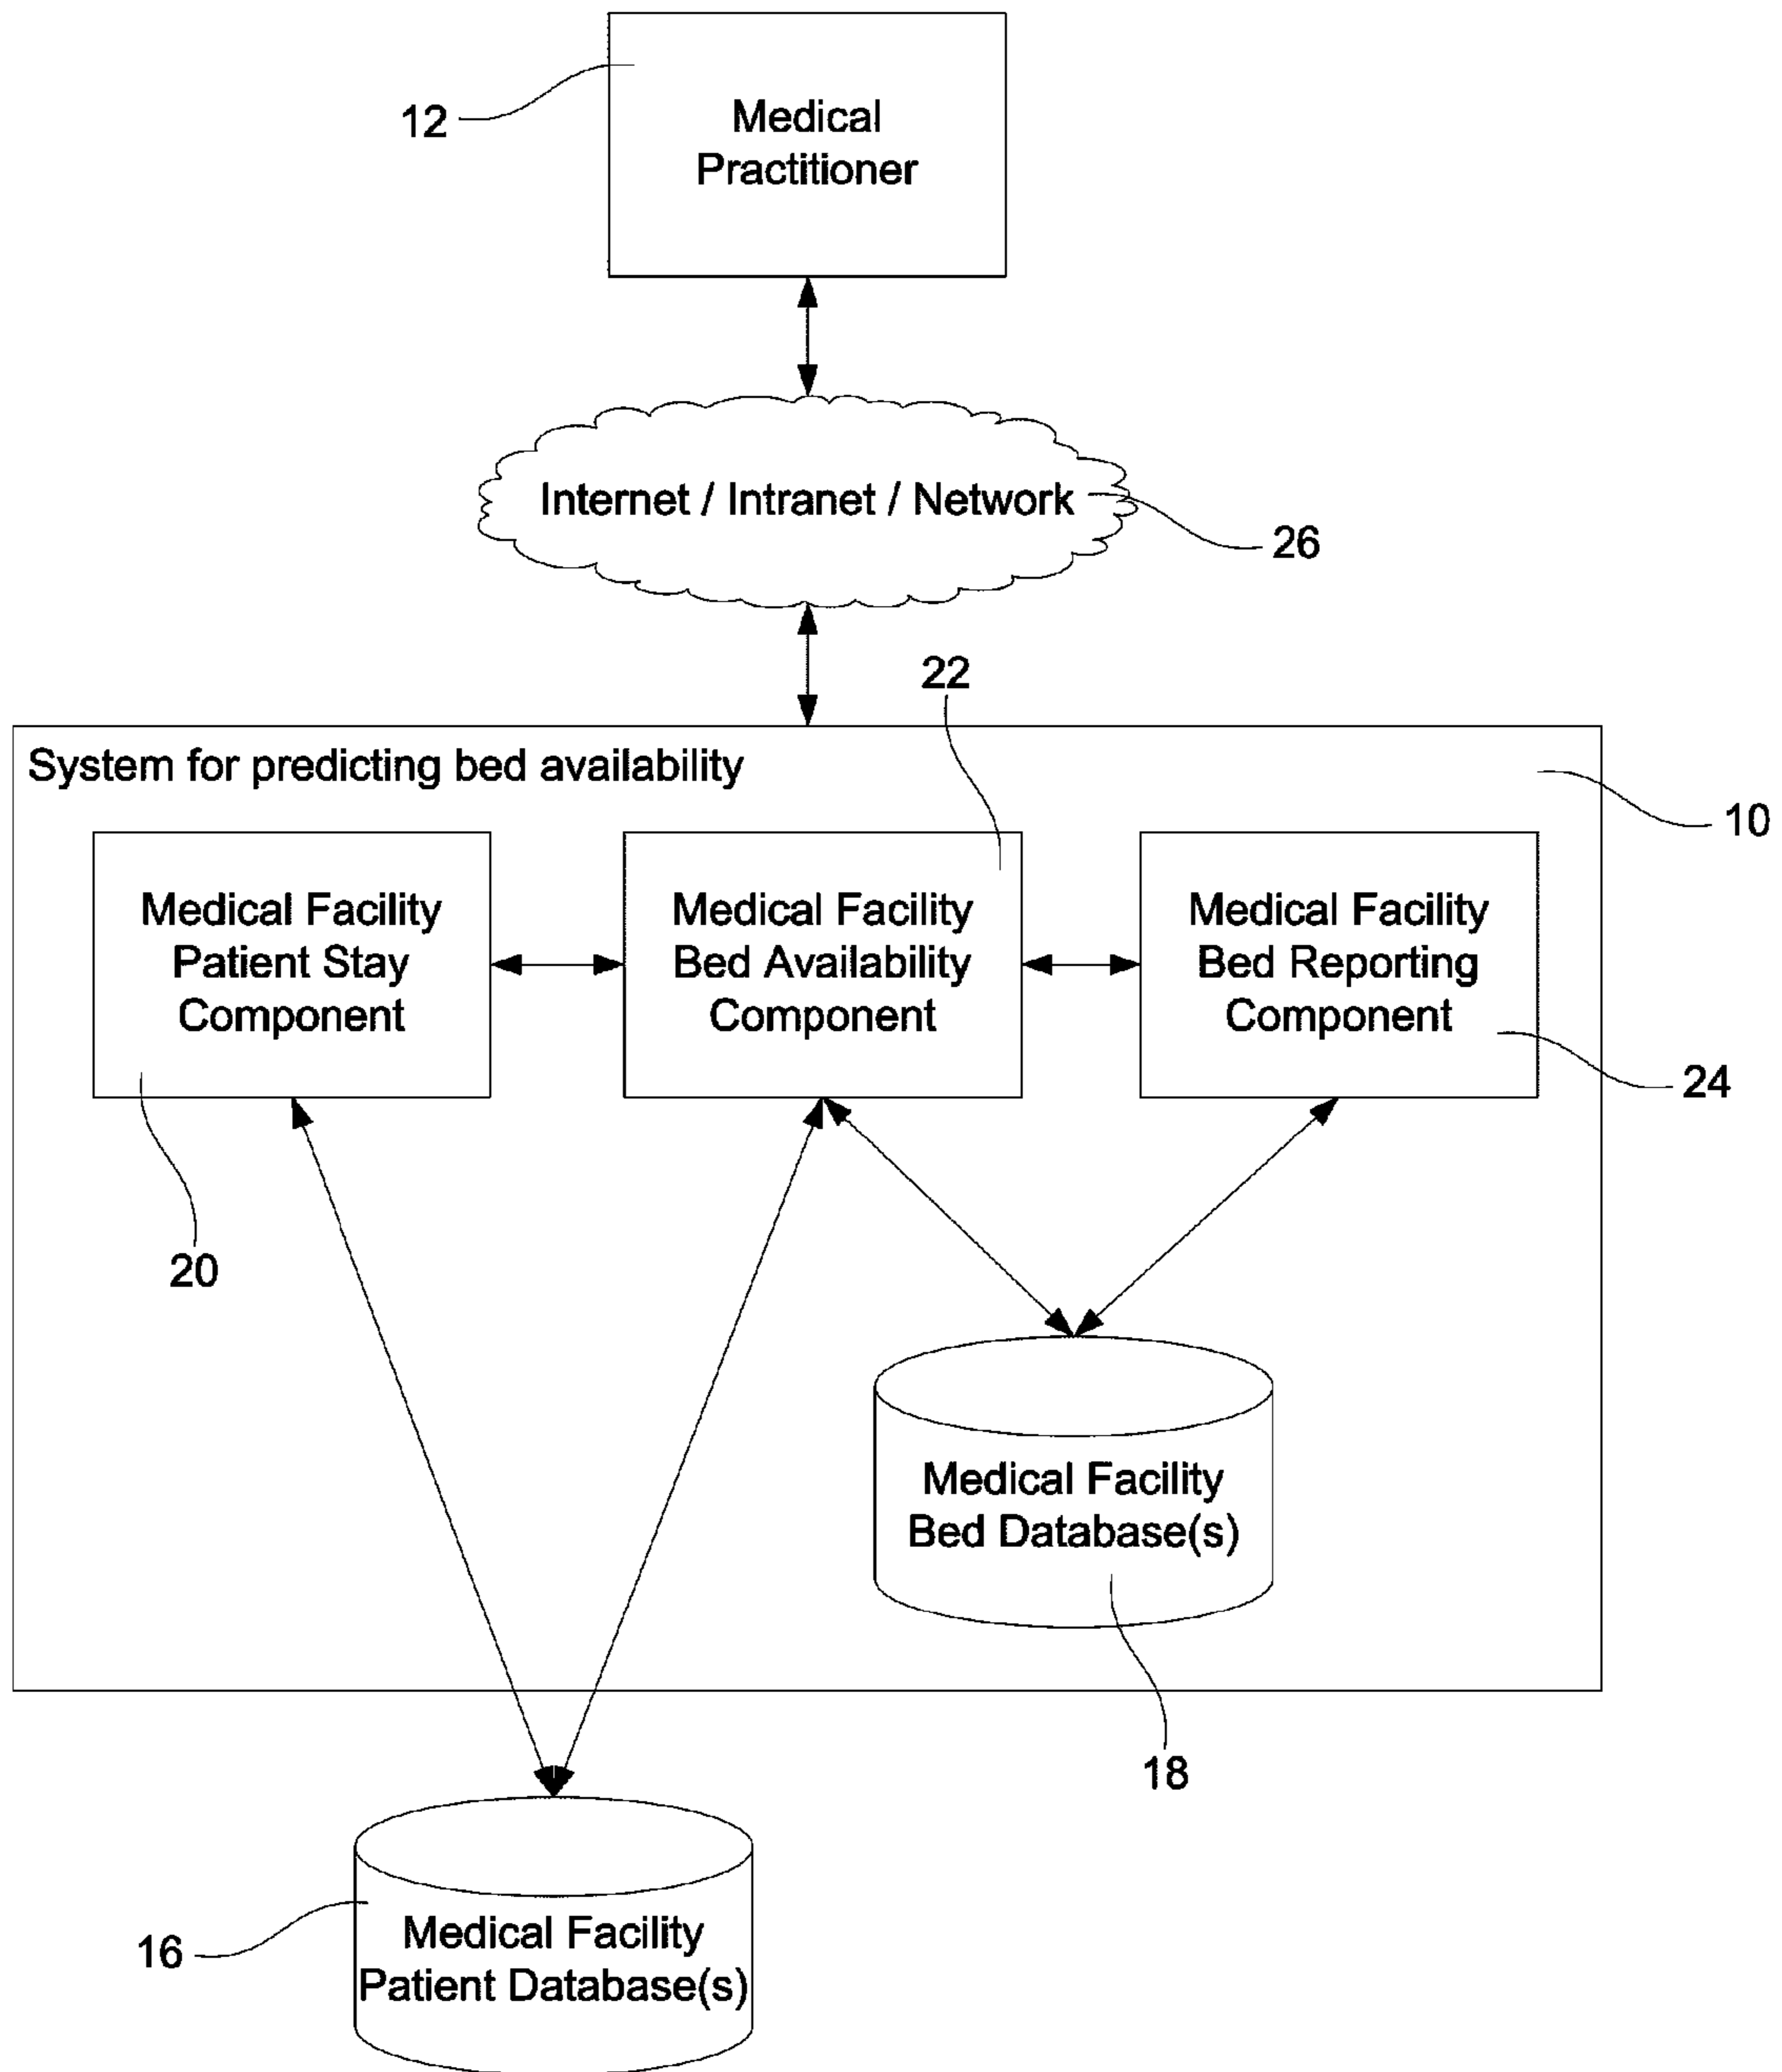 12
Medical
Practitioner
Internet / Intranet / Network
26
22
System for predicting bed availability
10
Medical Facility
Patient Stay
Component
Medical Facility
Bed Availability
Component
Medical Facility
Bed Reporting
Component
24
20
Medical Facility
Bed Database(s)
18
16
Medical Facility
Patient Database(s)